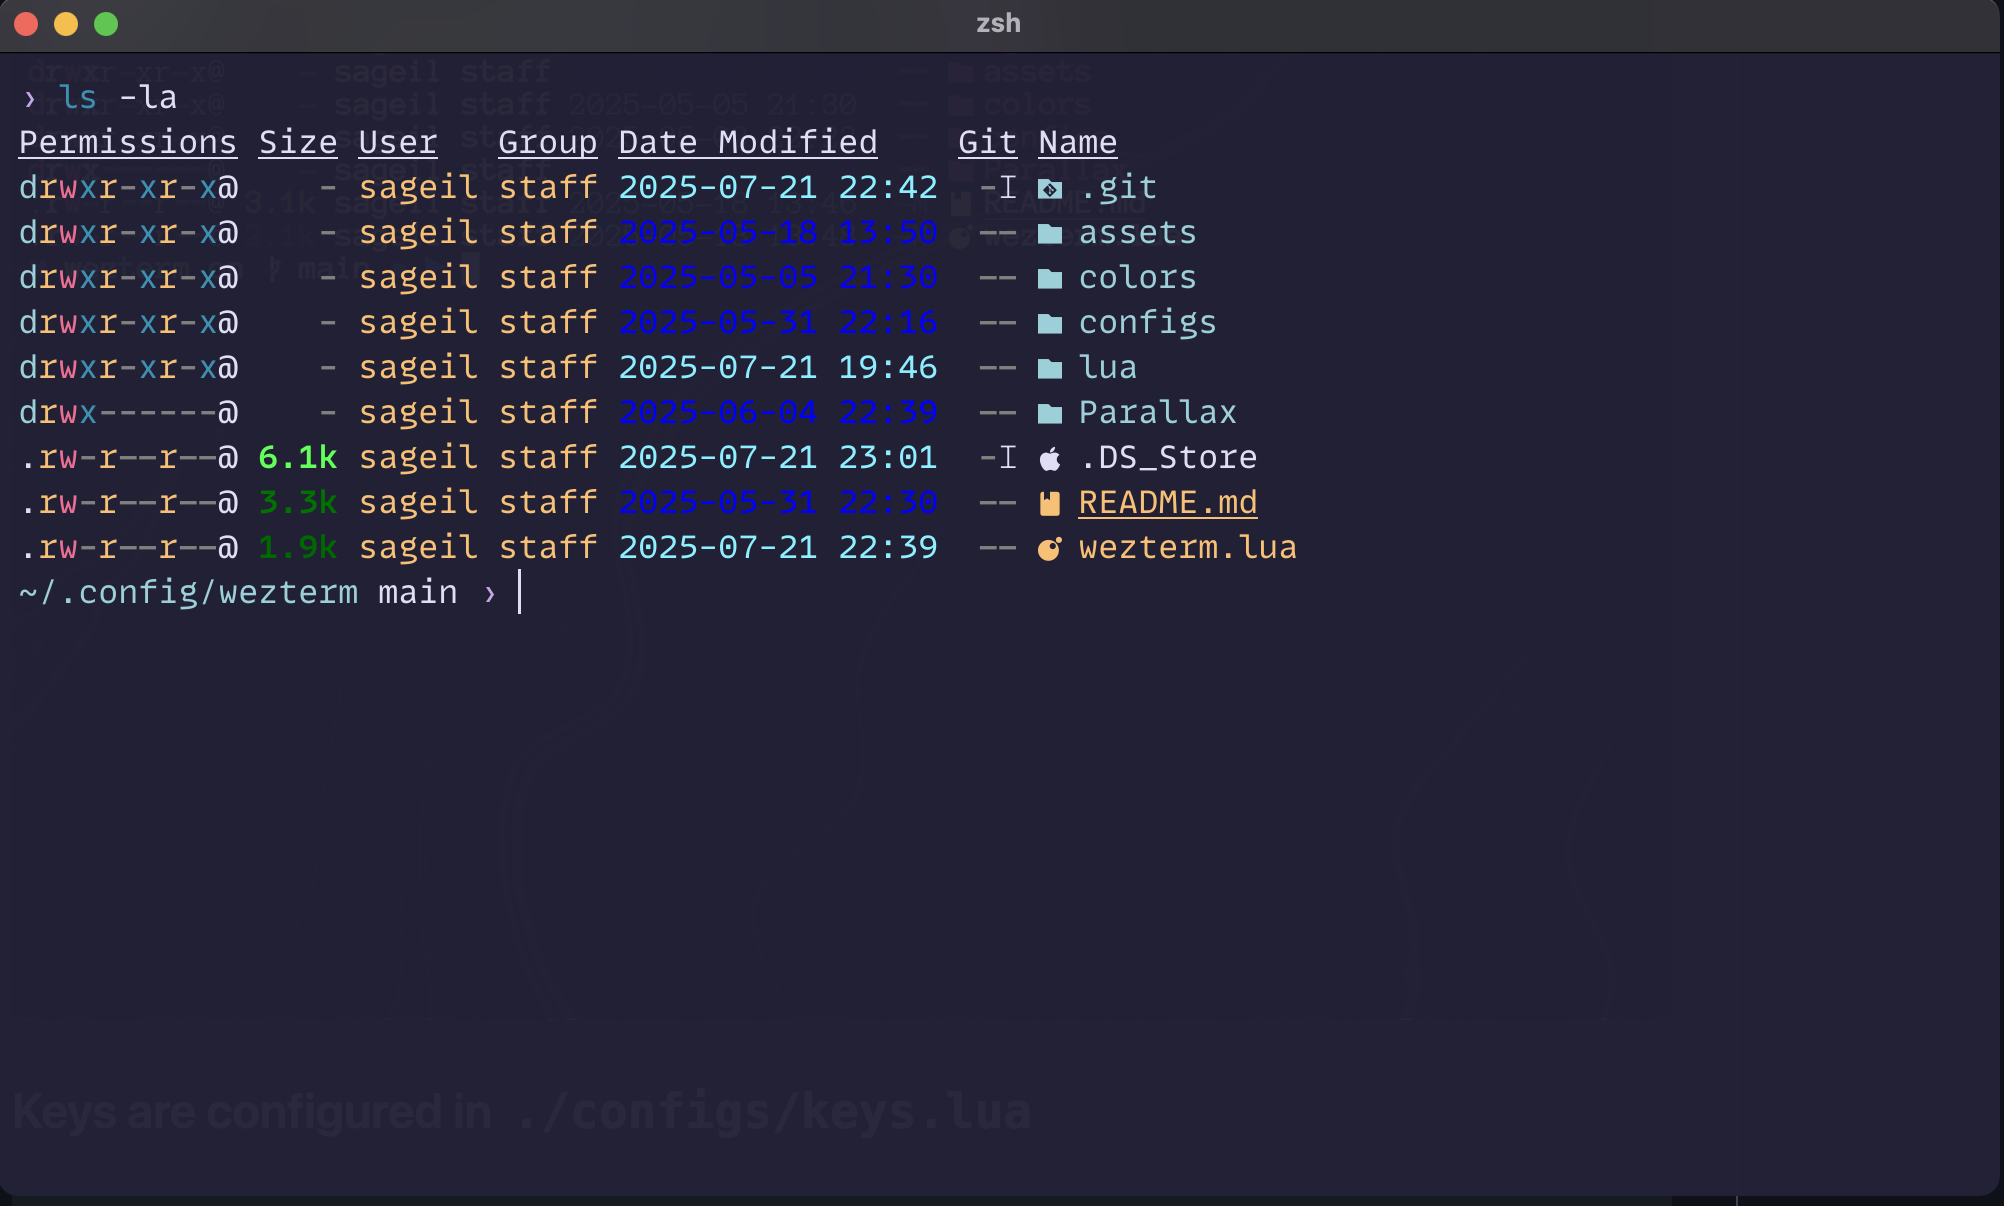 zsh
❯ ls -la
Permissions Size User   Group Date Modified    Git Name
drwxr-xr-x@    - sageil staff 2025-07-21 22:42  -I .git
drwxr-xr-x@    - sageil staff 2025-05-18 13:50  -- assets
drwxr-xr-x@    - sageil staff 2025-05-05 21:30  -- colors
drwxr-xr-x@    - sageil staff 2025-05-31 22:16  -- configs
drwxr-xr-x@    - sageil staff 2025-07-21 19:46  -- lua
drwx------@    - sageil staff 2025-06-04 22:39  -- Parallax
.rw-r--r--@ 6.1k sageil staff 2025-07-21 23:01  -I .DS_Store
.rw-r--r--@ 3.3k sageil staff 2025-05-31 22:30  -- README.md
.rw-r--r--@ 1.9k sageil staff 2025-07-21 22:39  -- wezterm.lua
~/.config/wezterm main ❯
Keys are configured in ./configs/keys.lua